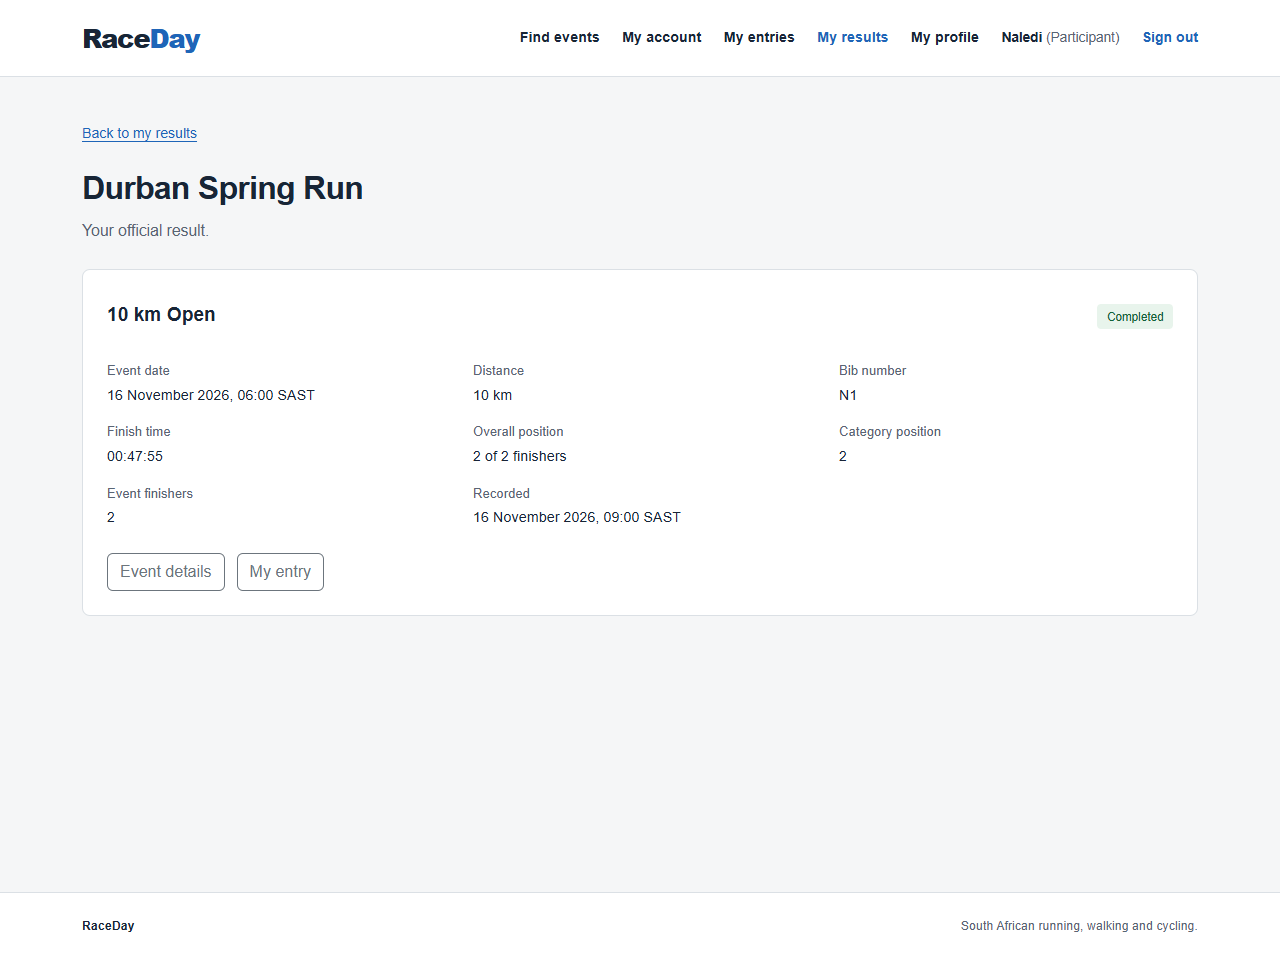 RaceDay
Find events My account My entries My results My profile Naledi (Participant) Sign out
Back to my results
Durban Spring Run
Your official result.
10 km Open
Completed
Event date
16 November 2026, 06:00 SAST
Distance
10 km
Bib number
N1
Finish time
00:47:55
Overall position
2 of 2 finishers
Category position
2
Event finishers
2
Recorded
16 November 2026, 09:00 SAST
Event details
My entry
RaceDay
South African running, walking and cycling.